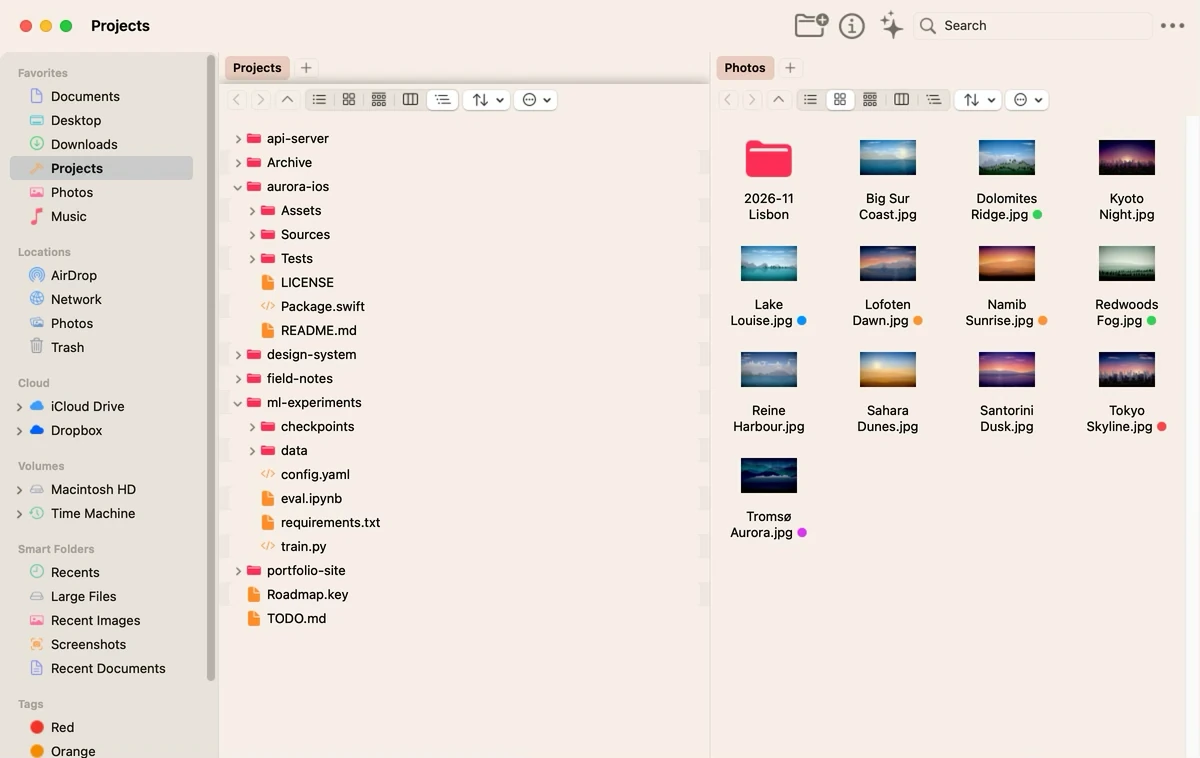 Projects
Search
Favorites
Documents
Desktop
Downloads
Projects
Photos
Music
Locations
AirDrop
Network
Photos
Trash
Cloud
iCloud Drive
Dropbox
Volumes
Macintosh HD
Time Machine
Smart Folders
Recents
Large Files
Recent Images
Screenshots
Recent Documents
Tags
Red
Orange
Projects
api-server
Archive
aurora-ios
Assets
Sources
Tests
LICENSE
Package.swift
README.md
design-system
field-notes
ml-experiments
checkpoints
data
config.yaml
eval.ipynb
requirements.txt
train.py
portfolio-site
Roadmap.key
TODO.md
Photos
2026-11
Lisbon
Big Sur
Coast.jpg
Dolomites
Ridge.jpg
Kyoto
Night.jpg
Lake
Louise.jpg
Lofoten
Dawn.jpg
Namib
Sunrise.jpg
Redwoods
Fog.jpg
Reine
Harbour.jpg
Sahara
Dunes.jpg
Santorini
Dusk.jpg
Tokyo
Skyline.jpg
Tromsø
Aurora.jpg